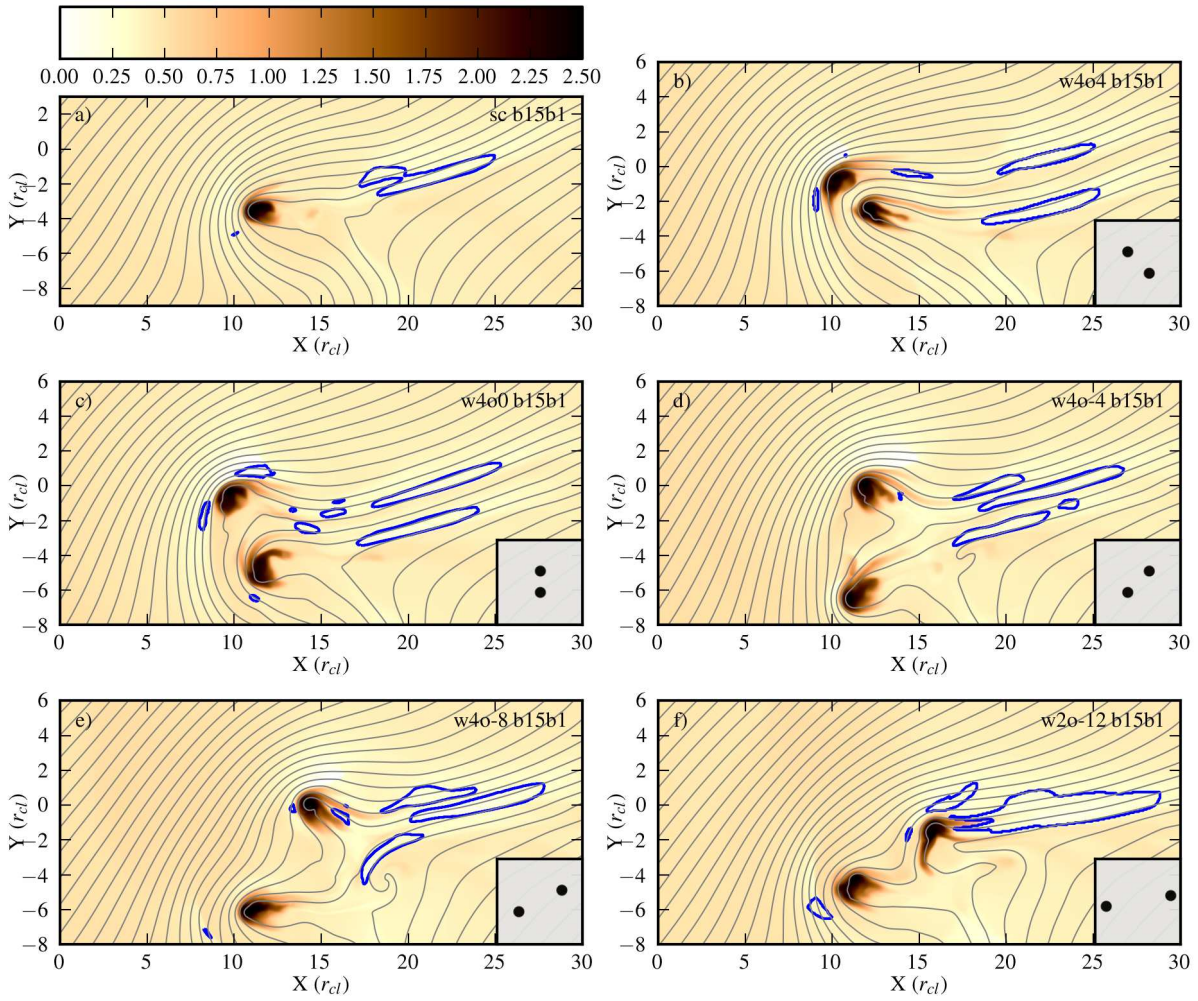 0.00 0.25 0.50 0.75 1.00 1.25 1.50 1.75 2.00 2.25 2.50
a) sc b15b1
2
0
−2
−4
−6
−8
Y (r_cl)
0 5 10 15 20 25 30
X (r_cl)
b) w4o4 b15b1
6
4
2
0
−2
−4
−6
−8
Y (r_cl)
0 5 10 15 20 25 30
X (r_cl)
c) w4o0 b15b1
6
4
2
0
−2
−4
−6
−8
Y (r_cl)
0 5 10 15 20 25 30
X (r_cl)
d) w4o-4 b15b1
6
4
2
0
−2
−4
−6
−8
Y (r_cl)
0 5 10 15 20 25 30
X (r_cl)
e) w4o-8 b15b1
6
4
2
0
−2
−4
−6
−8
Y (r_cl)
0 5 10 15 20 25 30
X (r_cl)
f) w2o-12 b15b1
6
4
2
0
−2
−4
−6
−8
Y (r_cl)
0 5 10 15 20 25 30
X (r_cl)